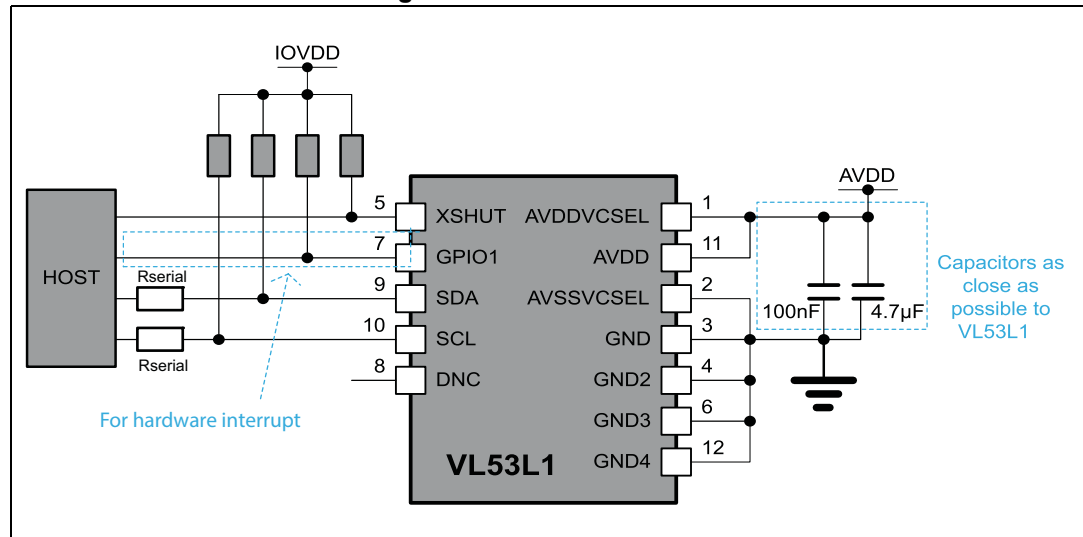 IOVDD
AVDD
HOST
Rserial
Rserial
5
7
9
10
8
XSHUT
GPIO1
SDA
SCL
DNC
AVDDVCSEL
AVDD
AVSSVCSEL
GND
GND2
GND3
GND4
1
11
2
3
4
6
12
VL53L1
100nF
4.7µF
Capacitors as
close as
possible to
VL53L1
For hardware interrupt